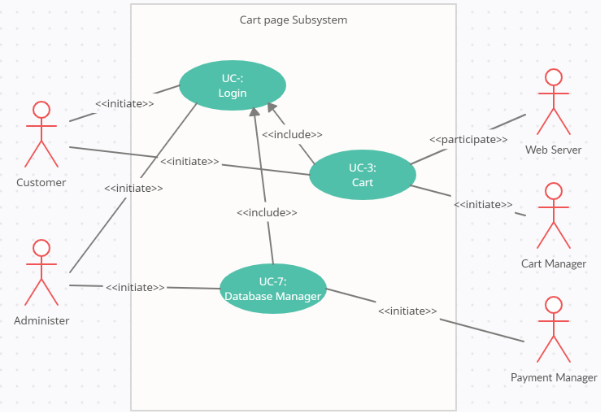 Cart page Subsystem
UC-:
Login
<<initiate>>
Customer
<<include>>
<<participate>>
Web Server
<<initiate>>
UC-3:
Cart
<<initiate>>
<<initiate>>
<<include>>
Cart Manager
UC-7:
Database Manager
<<initiate>>
<<initiate>>
Administer
Payment Manager